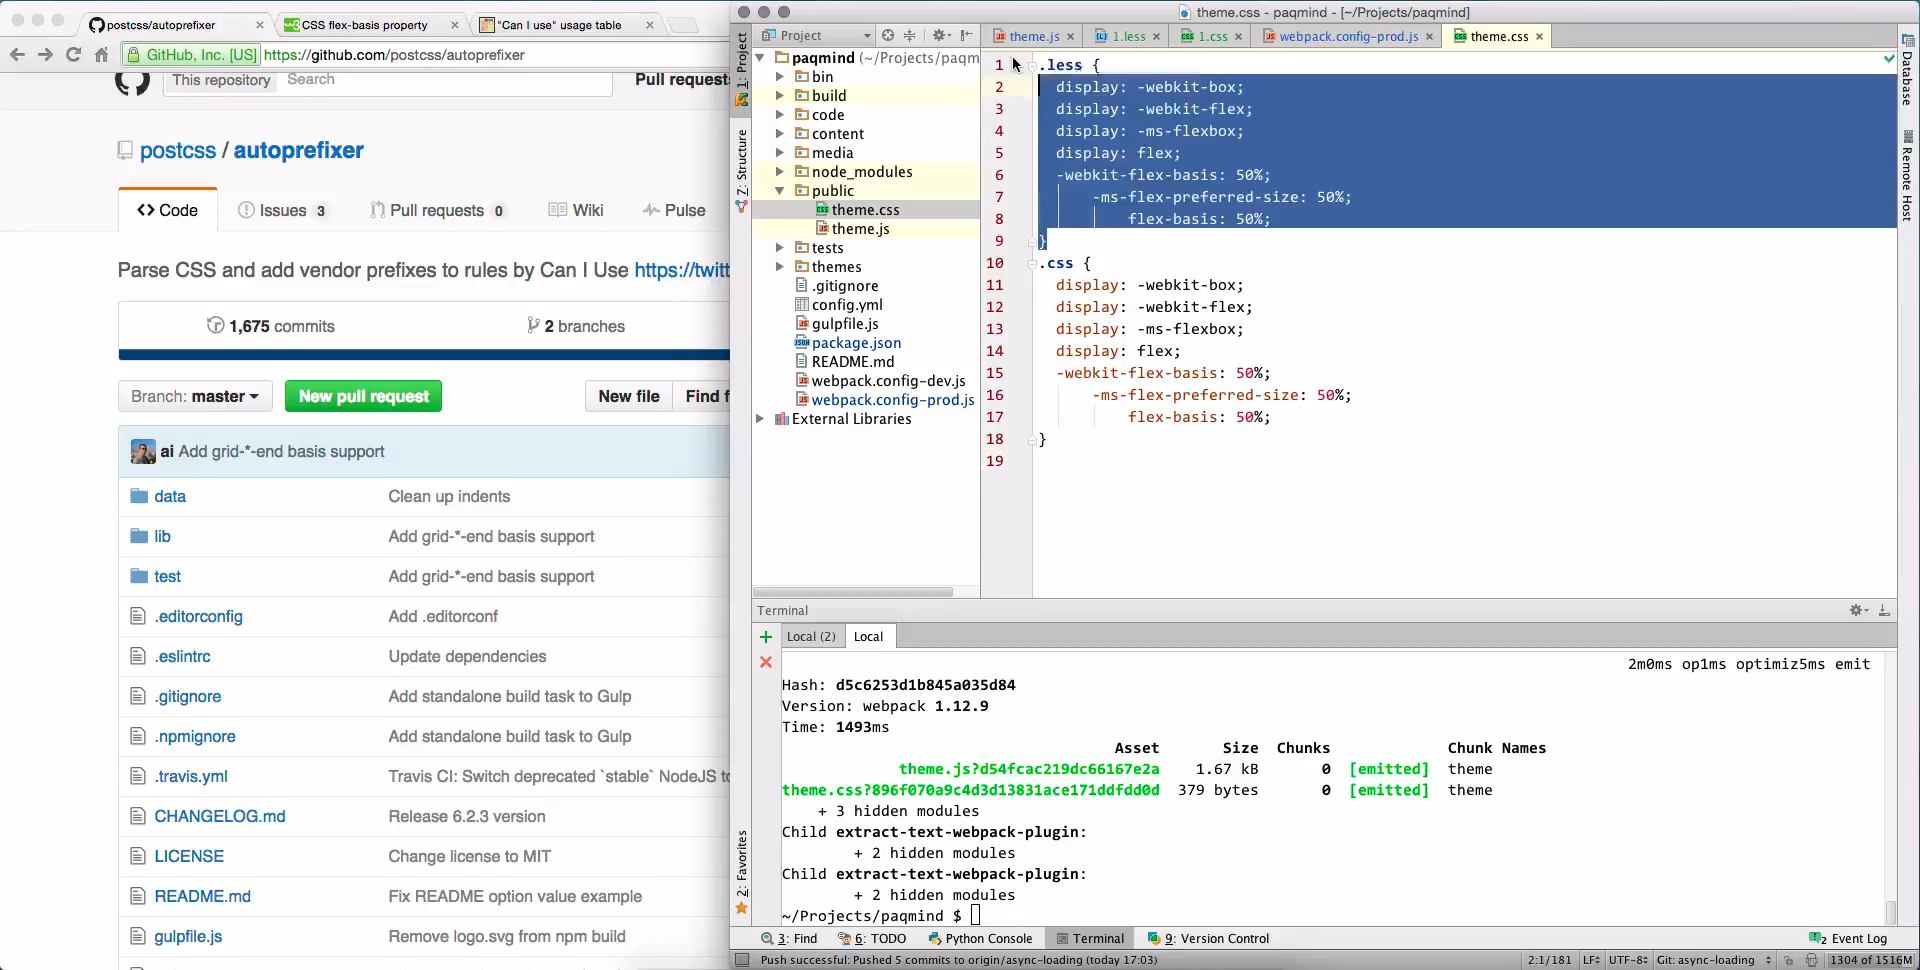 postcss/autoprefixer
CSS flex-basis property
"Can I use" usage table
GitHub, Inc. [US] https://github.com/postcss/autoprefixer
This repository Search Pull request
postcss / autoprefixer
Code
Issues 3
Pull requests 0
Wiki
Pulse
Parse CSS and add vendor prefixes to rules by Can I Use https://twitt
1,675 commits
2 branches
Branch: master
New pull request
New file
Find f
ai Add grid-*-end basis support
data Clean up indents
lib Add grid-*-end basis support
test Add grid-*-end basis support
.editorconfig Add .editorconf
.eslintrc Update dependencies
.gitignore Add standalone build task to Gulp
.npmignore Add standalone build task to Gulp
.travis.yml Travis CI: Switch deprecated `stable` NodeJS to
CHANGELOG.md Release 6.2.3 version
LICENSE Change license to MIT
README.md Fix README option value example
gulpfile.js Remove logo.svg from npm build
theme.css - paqmind - [~/Projects/paqmind]
1: Project
7: Structure
2: Favorites
Project
paqmind (~/Projects/paqm
bin
build
code
content
media
node_modules
public
theme.css
theme.js
tests
themes
.gitignore
config.yml
gulpfile.js
package.json
README.md
webpack.config-dev.js
webpack.config-prod.js
External Libraries
theme.js
1.less
1.css
webpack.config-prod.js
theme.css
1 .less {
2 display: -webkit-box;
3 display: -webkit-flex;
4 display: -ms-flexbox;
5 display: flex;
6 -webkit-flex-basis: 50%;
7 -ms-flex-preferred-size: 50%;
8 flex-basis: 50%;
9 }
10 .css {
11 display: -webkit-box;
12 display: -webkit-flex;
13 display: -ms-flexbox;
14 display: flex;
15 -webkit-flex-basis: 50%;
16 -ms-flex-preferred-size: 50%;
17 flex-basis: 50%;
18 }
19
Database
Remote Host
Terminal
Local (2)
Local
2m0ms op1ms optimiz5ms emit
Hash: d5c6253d1b845a035d84
Version: webpack 1.12.9
Time: 1493ms
Asset Size Chunks Chunk Names
theme.js?d54fcac219dc66167e2a 1.67 kB 0 [emitted] theme
theme.css?896f070a9c4d3d13831ace171ddfdd0d 379 bytes 0 [emitted] theme
+ 3 hidden modules
Child extract-text-webpack-plugin:
+ 2 hidden modules
Child extract-text-webpack-plugin:
+ 2 hidden modules
~/Projects/paqmind $
3: Find
6: TODO
Python Console
Terminal
9: Version Control
2 Event Log
Push successful: Pushed 5 commits to origin/async-loading (today 17:03)
2:1/181 LF UTF-8 Git: async-loading 1304 of 1516M